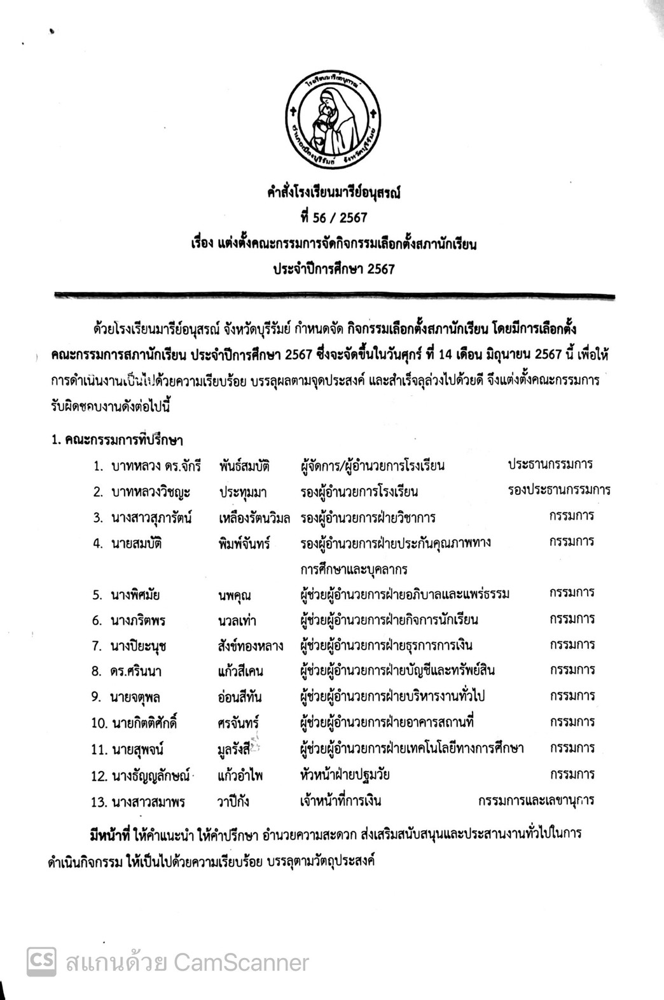 โรงเรียนมารีย์อนุสรณ์
อำเภอเมืองบุรีรัมย์ จังหวัดบุรีรัมย์
คำสั่งโรงเรียนมารีย์อนุสรณ์
ที่ 56 / 2567
เรื่อง แต่งตั้งคณะกรรมการจัดกิจกรรมเลือกตั้งสภานักเรียน
ประจำปีการศึกษา 2567
ด้วยโรงเรียนมารีย์อนุสรณ์ จังหวัดบุรีรัมย์ กำหนดจัด กิจกรรมเลือกตั้งสภานักเรียน โดยมีการเลือกตั้ง
คณะกรรมการสภานักเรียน ประจำปีการศึกษา 2567 ซึ่งจะจัดขึ้นในวันศุกร์ ที่ 14 เดือน มิถุนายน 2567 นี้ เพื่อให้
การดำเนินงานเป็นไปด้วยความเรียบร้อย บรรลุผลตามจุดประสงค์ และสำเร็จลุล่วงไปด้วยดี จึงแต่งตั้งคณะกรรมการ
รับผิดชอบงานดังต่อไปนี้
1. คณะกรรมการที่ปรึกษา
1. บาทหลวง ดร.จักรี พันธ์สมบัติ ผู้จัดการ/ผู้อำนวยการโรงเรียน ประธานกรรมการ
2. บาทหลวงวิชญะ ประทุมมา รองผู้อำนวยการโรงเรียน รองประธานกรรมการ
3. นางสาวสุภารัตน์ เหลืองรัตนวิมล รองผู้อำนวยการฝ่ายวิชาการ กรรมการ
4. นายสมบัติ พิมพ์จันทร์ รองผู้อำนวยการฝ่ายประกันคุณภาพทาง กรรมการ
การศึกษาและบุคลากร
5. นางพิศมัย นพคุณ ผู้ช่วยผู้อำนวยการฝ่ายอภิบาลและแพร่ธรรม กรรมการ
6. นางภริตพร นวลเท่า ผู้ช่วยผู้อำนวยการฝ่ายกิจการนักเรียน กรรมการ
7. นางปิยะนุช สังข์ทองหลาง ผู้ช่วยผู้อำนวยการฝ่ายธุรการการเงิน กรรมการ
8. ดร.ศรินนา แก้วสีเคน ผู้ช่วยผู้อำนวยการฝ่ายบัญชีและทรัพย์สิน กรรมการ
9. นายจตุพล อ่อนสีทัน ผู้ช่วยผู้อำนวยการฝ่ายบริหารงานทั่วไป กรรมการ
10. นายกิตติศักดิ์ ศรจันทร์ ผู้ช่วยผู้อำนวยการฝ่ายอาคารสถานที่ กรรมการ
11. นายสุพจน์ มูลรังสี ผู้ช่วยผู้อำนวยการฝ่ายเทคโนโลยีทางการศึกษา กรรมการ
12. นางธัญญลักษณ์ แก้วอำไพ หัวหน้าฝ่ายปฐมวัย กรรมการ
13. นางสาวสมาพร วาปีกัง เจ้าหน้าที่การเงิน กรรมการและเลขานุการ
มีหน้าที่ ให้คำแนะนำ ให้คำปรึกษา อำนวยความสะดวก ส่งเสริมสนับสนุนและประสานงานทั่วไปในการ
ดำเนินกิจกรรม ให้เป็นไปด้วยความเรียบร้อย บรรลุตามวัตถุประสงค์
CS สแกนด้วย CamScanner